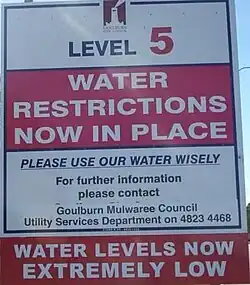 LEVEL 5
WATER
RESTRICTIONS
NOW IN PLACE
PLEASE USE OUR WATER WISELY
For further information
please contact
Goulburn Mulwaree Council
Utility Services Department on 4823 4468
WATER LEVELS NOW
EXTREMELY LOW